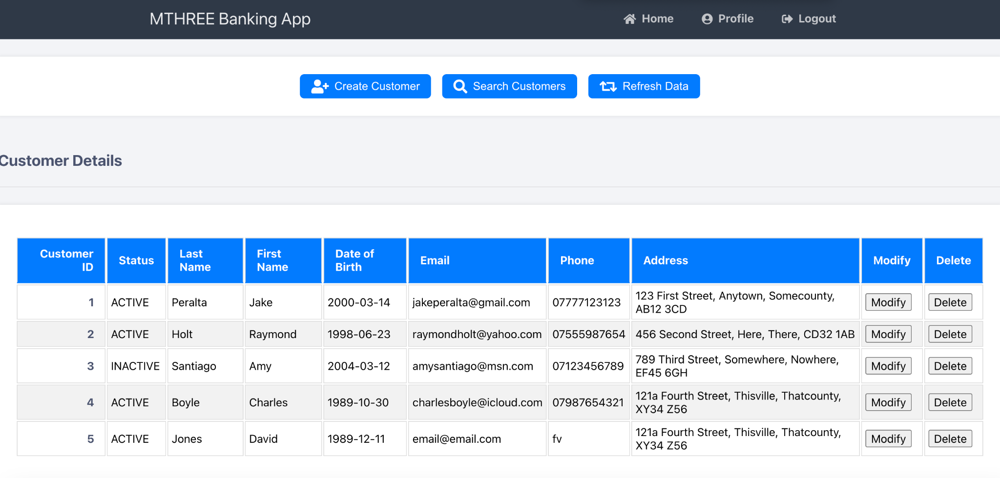 MTHREE Banking App
Home Profile Logout
Create Customer Search Customers Refresh Data
Customer Details
Customer ID Status Last Name First Name Date of Birth Email Phone Address Modify Delete
1 ACTIVE Peralta Jake 2000-03-14 jakeperalta@gmail.com 07777123123 123 First Street, Anytown, Somecounty, AB12 3CD Modify Delete
2 ACTIVE Holt Raymond 1998-06-23 raymondholt@yahoo.com 07555987654 456 Second Street, Here, There, CD32 1AB Modify Delete
3 INACTIVE Santiago Amy 2004-03-12 amysantiago@msn.com 07123456789 789 Third Street, Somewhere, Nowhere, EF45 6GH Modify Delete
4 ACTIVE Boyle Charles 1989-10-30 charlesboyle@icloud.com 07987654321 121a Fourth Street, Thisville, Thatcounty, XY34 Z56 Modify Delete
5 ACTIVE Jones David 1989-12-11 email@email.com fv 121a Fourth Street, Thisville, Thatcounty, XY34 Z56 Modify Delete